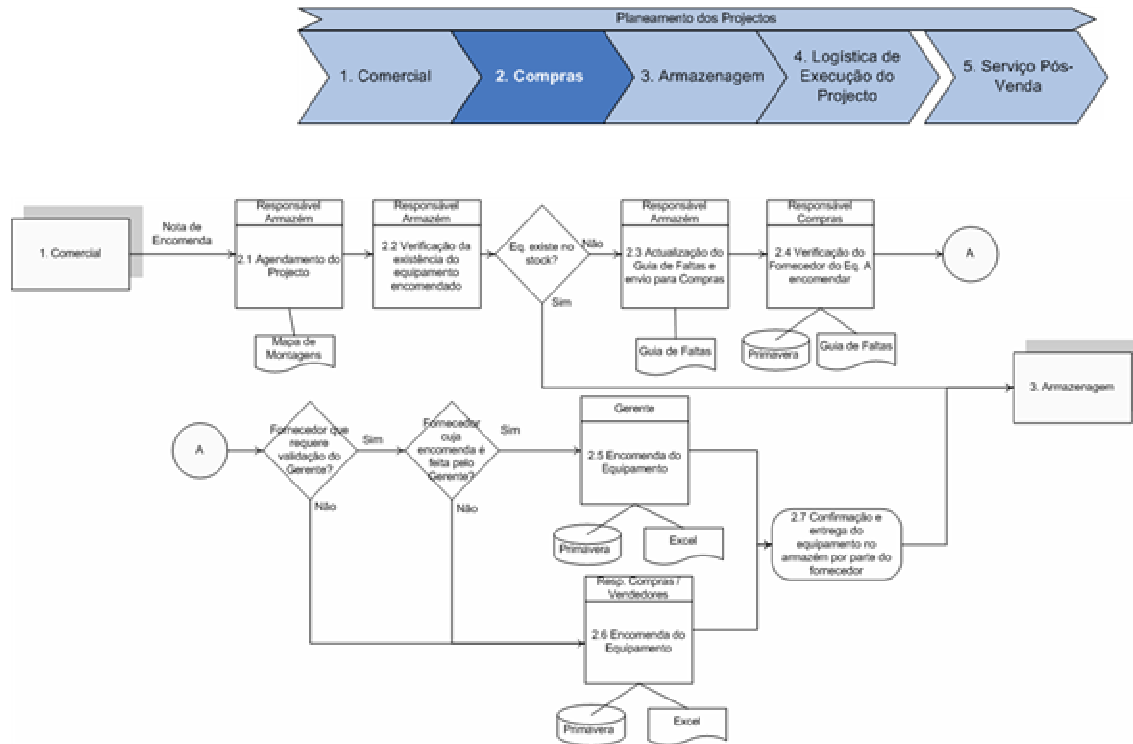 Planeamento dos Projectos
1. Comercial
2. Compras
3. Armazenagem
4. Logística de
Execução do
Projecto
5. Serviço Pós-
Venda
1. Comercial
Nota de
Encomenda
Responsável
Armazém
2.1 Agendamento do
Projecto
Mapa de
Montagens
Responsável
Armazém
2.2 Verificação da
existência do
equipamento
encomendado
Eq. existe no
stock?
Não
Sim
Responsável
Armazém
2.3 Actualização do
Guia de Faltas e
envio para Compras
Guia de Faltas
Responsável
Compras
2.4 Verificação do
Fornecedor do Eq. A
encomendar
Primavera
Guia de Faltas
A
3. Armazenagem
A
Fornecedor que
requere
validação do
Gerente?
Sim
Não
Fornecedor
cuja
encomenda é
feita pelo
Gerente?
Sim
Não
Gerente
2.5 Encomenda do
Equipamento
Primavera
Excel
Resp. Compras /
Vendedores
2.6 Encomenda do
Equipamento
Primavera
Excel
2.7 Confirmação e
entrega do
equipamento no
armazém por parte do
fornecedor